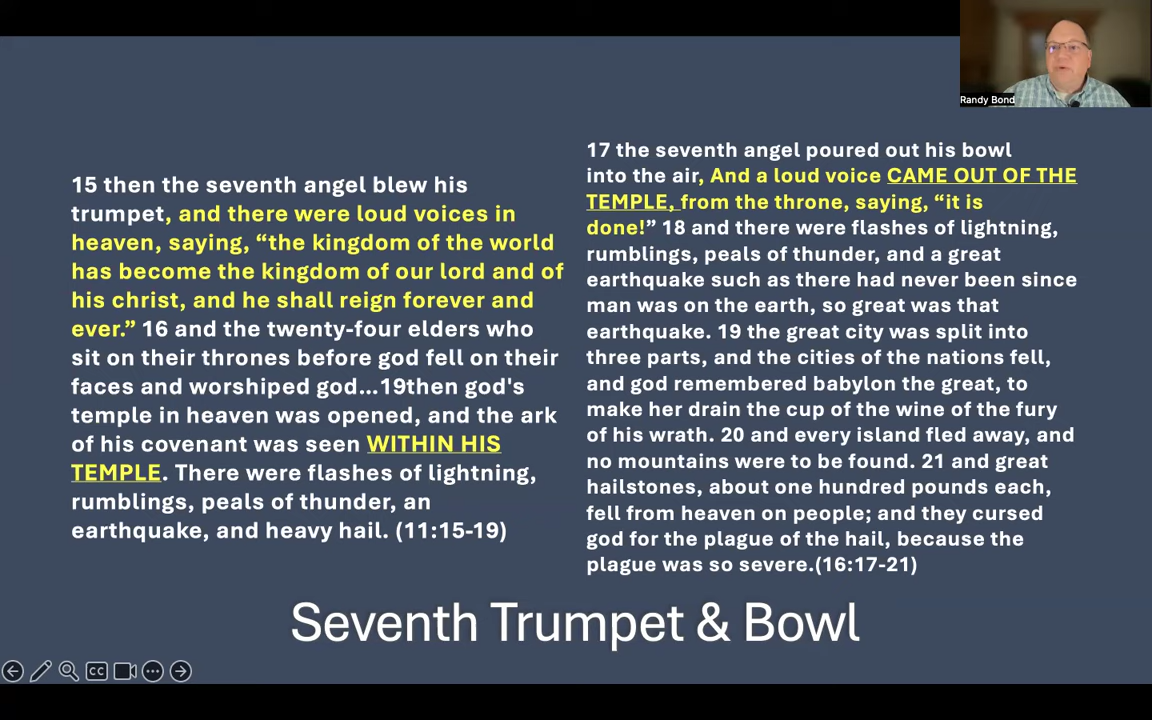 Randy Bond
15 then the seventh angel blew his
trumpet, and there were loud voices in
heaven, saying, “the kingdom of the world
has become the kingdom of our lord and of
his christ, and he shall reign forever and
ever.” 16 and the twenty-four elders who
sit on their thrones before god fell on their
faces and worshiped god...19then god's
temple in heaven was opened, and the ark
of his covenant was seen WITHIN HIS
TEMPLE. There were flashes of lightning,
rumblings, peals of thunder, an
earthquake, and heavy hail. (11:15-19)
17 the seventh angel poured out his bowl
into the air, And a loud voice CAME OUT OF THE
TEMPLE, from the throne, saying, “it is
done!” 18 and there were flashes of lightning,
rumblings, peals of thunder, and a great
earthquake such as there had never been since
man was on the earth, so great was that
earthquake. 19 the great city was split into
three parts, and the cities of the nations fell,
and god remembered babylon the great, to
make her drain the cup of the wine of the fury
of his wrath. 20 and every island fled away, and
no mountains were to be found. 21 and great
hailstones, about one hundred pounds each,
fell from heaven on people; and they cursed
god for the plague of the hail, because the
plague was so severe.(16:17-21)
Seventh Trumpet & Bowl
CC